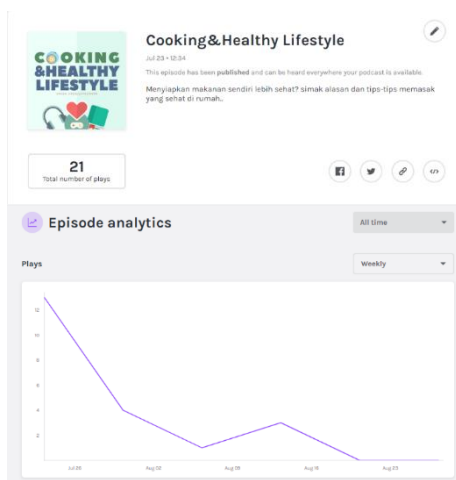 COOKING
&HEALTHY
LIFESTYLE
Cooking&Healthy Lifestyle
Jul 23 • 12:34
This episode has been published and can be heard everywhere your podcast is available.
Menyiapkan makanan sendiri lebih sehat? simak alasan dan tips-tips memasak
yang sehat di rumah..
21
Total number of plays
Episode analytics
All time
Plays
Weekly
12
10
8
6
4
2
Jul 26
Aug 02
Aug 09
Aug 16
Aug 23